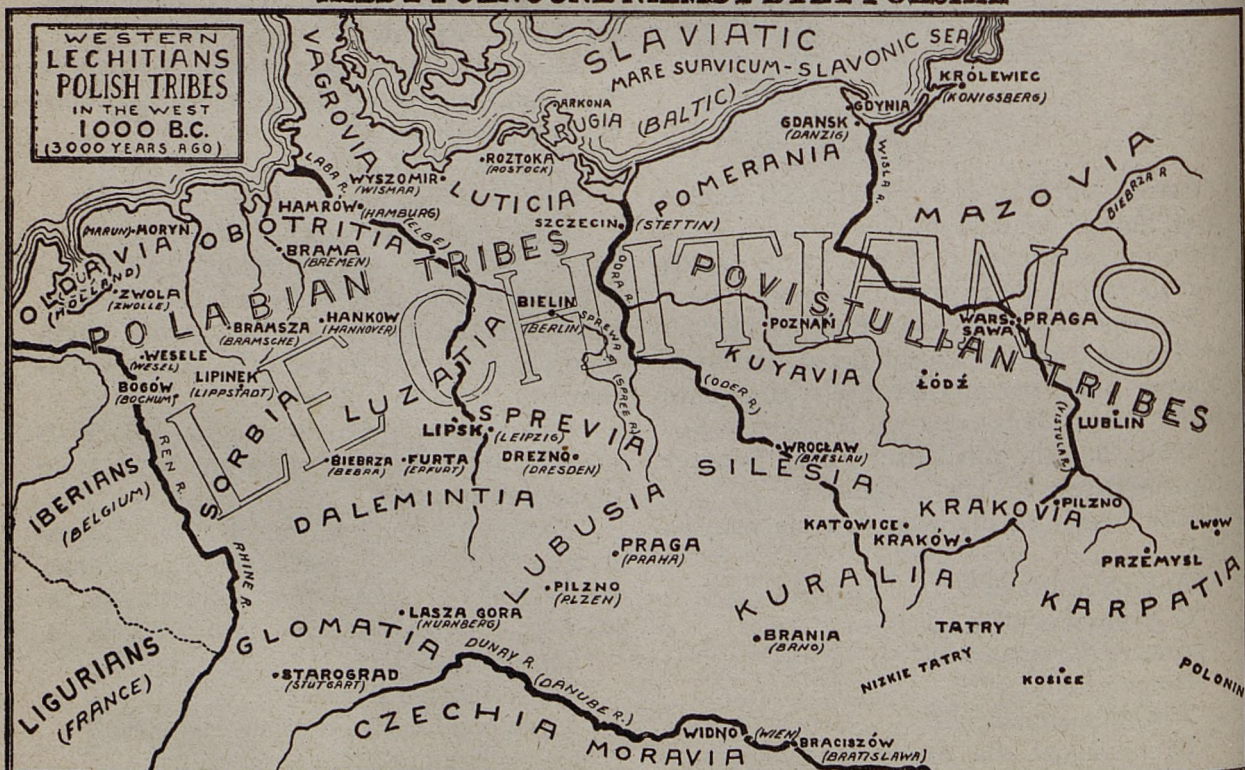 WESTERN
LECHITIANS
POLISH TRIBES
IN THE WEST
1000 B.C.
(3000 YEARS AGO)
SLAVIATIC
MARE SUAVICUM-SLAVONIC SEA
(BALTIC)
VAGROVIA
ARKONA
RUGIA
KRÓLEWIEC
(KONIGSBERG)
GDYNIA
GDANSK
(DANZIG)
ROZTOKA
(ROSTOCK)
LABA R.
WYSZOMIR
(WISMAR)
LUTICIA
POMERANIA
WISLA R.
MAZOVIA
BIEBRZA R
HAMRÓW
(HAMBURG)
(ELBE)
SZCZECIN
(STETTIN)
(MARUM)
MORYN
OBOTRITIA
BRAMA
(BREMEN)
OLDRAVIA
(HOLLAND)
ZWOLA
(ZWOLLE)
POLABIAN TRIBES
LECHITIANS
ODRA R.
POVISTULIAN TRIBES
BRAMSZA
(BRAMSCHE)
HANKOW
(HANNOVER)
BIELIN
(BERLIN)
SPREWA R
(SPREE R.)
POZNAŃ
WARS-
SAWA
PRAGA
WESELE
(WESEL)
BOGÓW
(BOCHUM)
LIPINEK
(LIPPSTADT)
LUZATIA
KUYAVIA
(ODER R.)
ŁÓDŹ
(VISTULA R.)
LUBLIN
SORBIA
LIPSK
(LEIPZIG)
SPREVIA
REN R.
BIEBRZA
(BEBRA)
FURTA
(ERFURT)
DREZNO
(DRESDEN)
WROCŁAW
(BRESLAU)
SILESIA
IBERIANS
(BELGIUM)
DALEMINTIA
LUBUSIA
KRAKOVIA
PILZNO
KATOWICE
KRAKÓW
LWOW
PRZEMYSL
RHINE R.
PRAGA
(PRAHA)
PILZNO
(PLZEN)
KURALIA
KARPATIA
LASZA GORA
(NURNBERG)
GLOMATIA
BRANIA
(BRNO)
TATRY
NIZKIE TATRY
KOSICE
POLONIN
LIGURIANS
(FRANCE)
STAROGRAD
(STUTGART)
DUNAY R.
(DANUBE R.)
CZECHIA
MORAVIA
WIDNO
(WIEN)
BRACISZÓW
(BRATISLAWA)